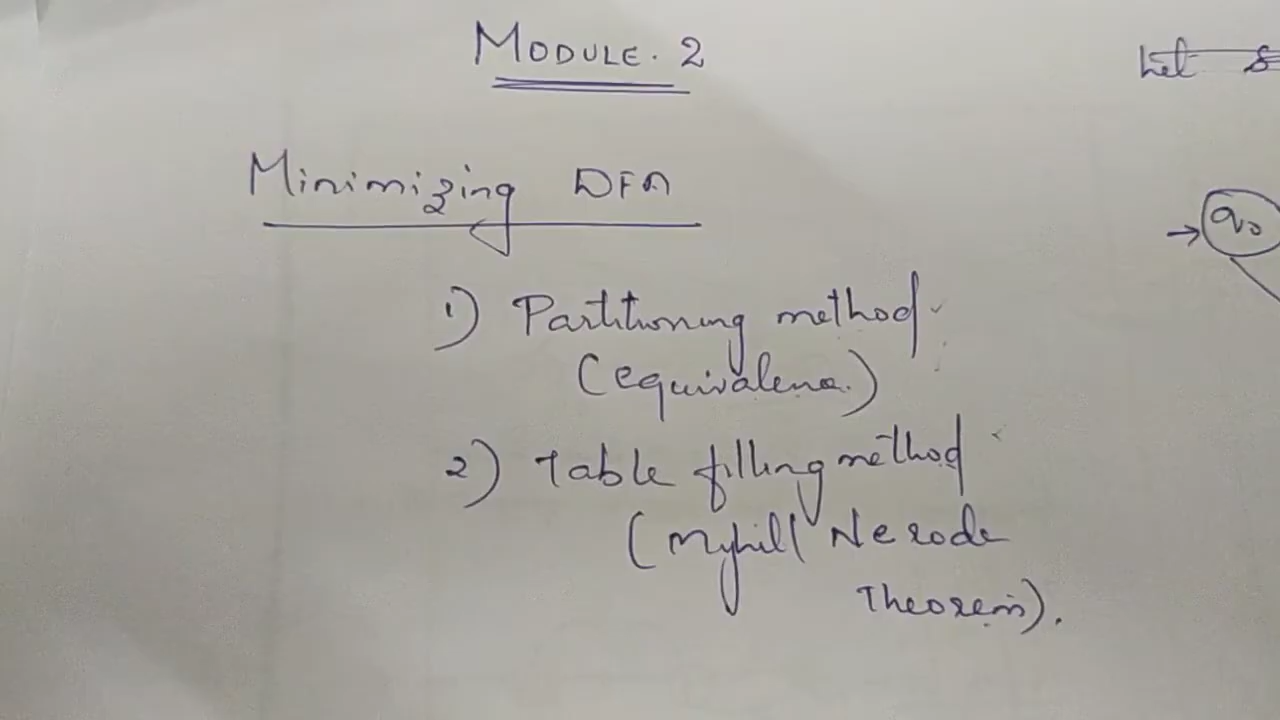 MODULE. 2
Let
Minimizing DFA
q0
1) Partitioning method
(equivalence.)
2) Table filling method
(Myhill Nerode
Theorem).